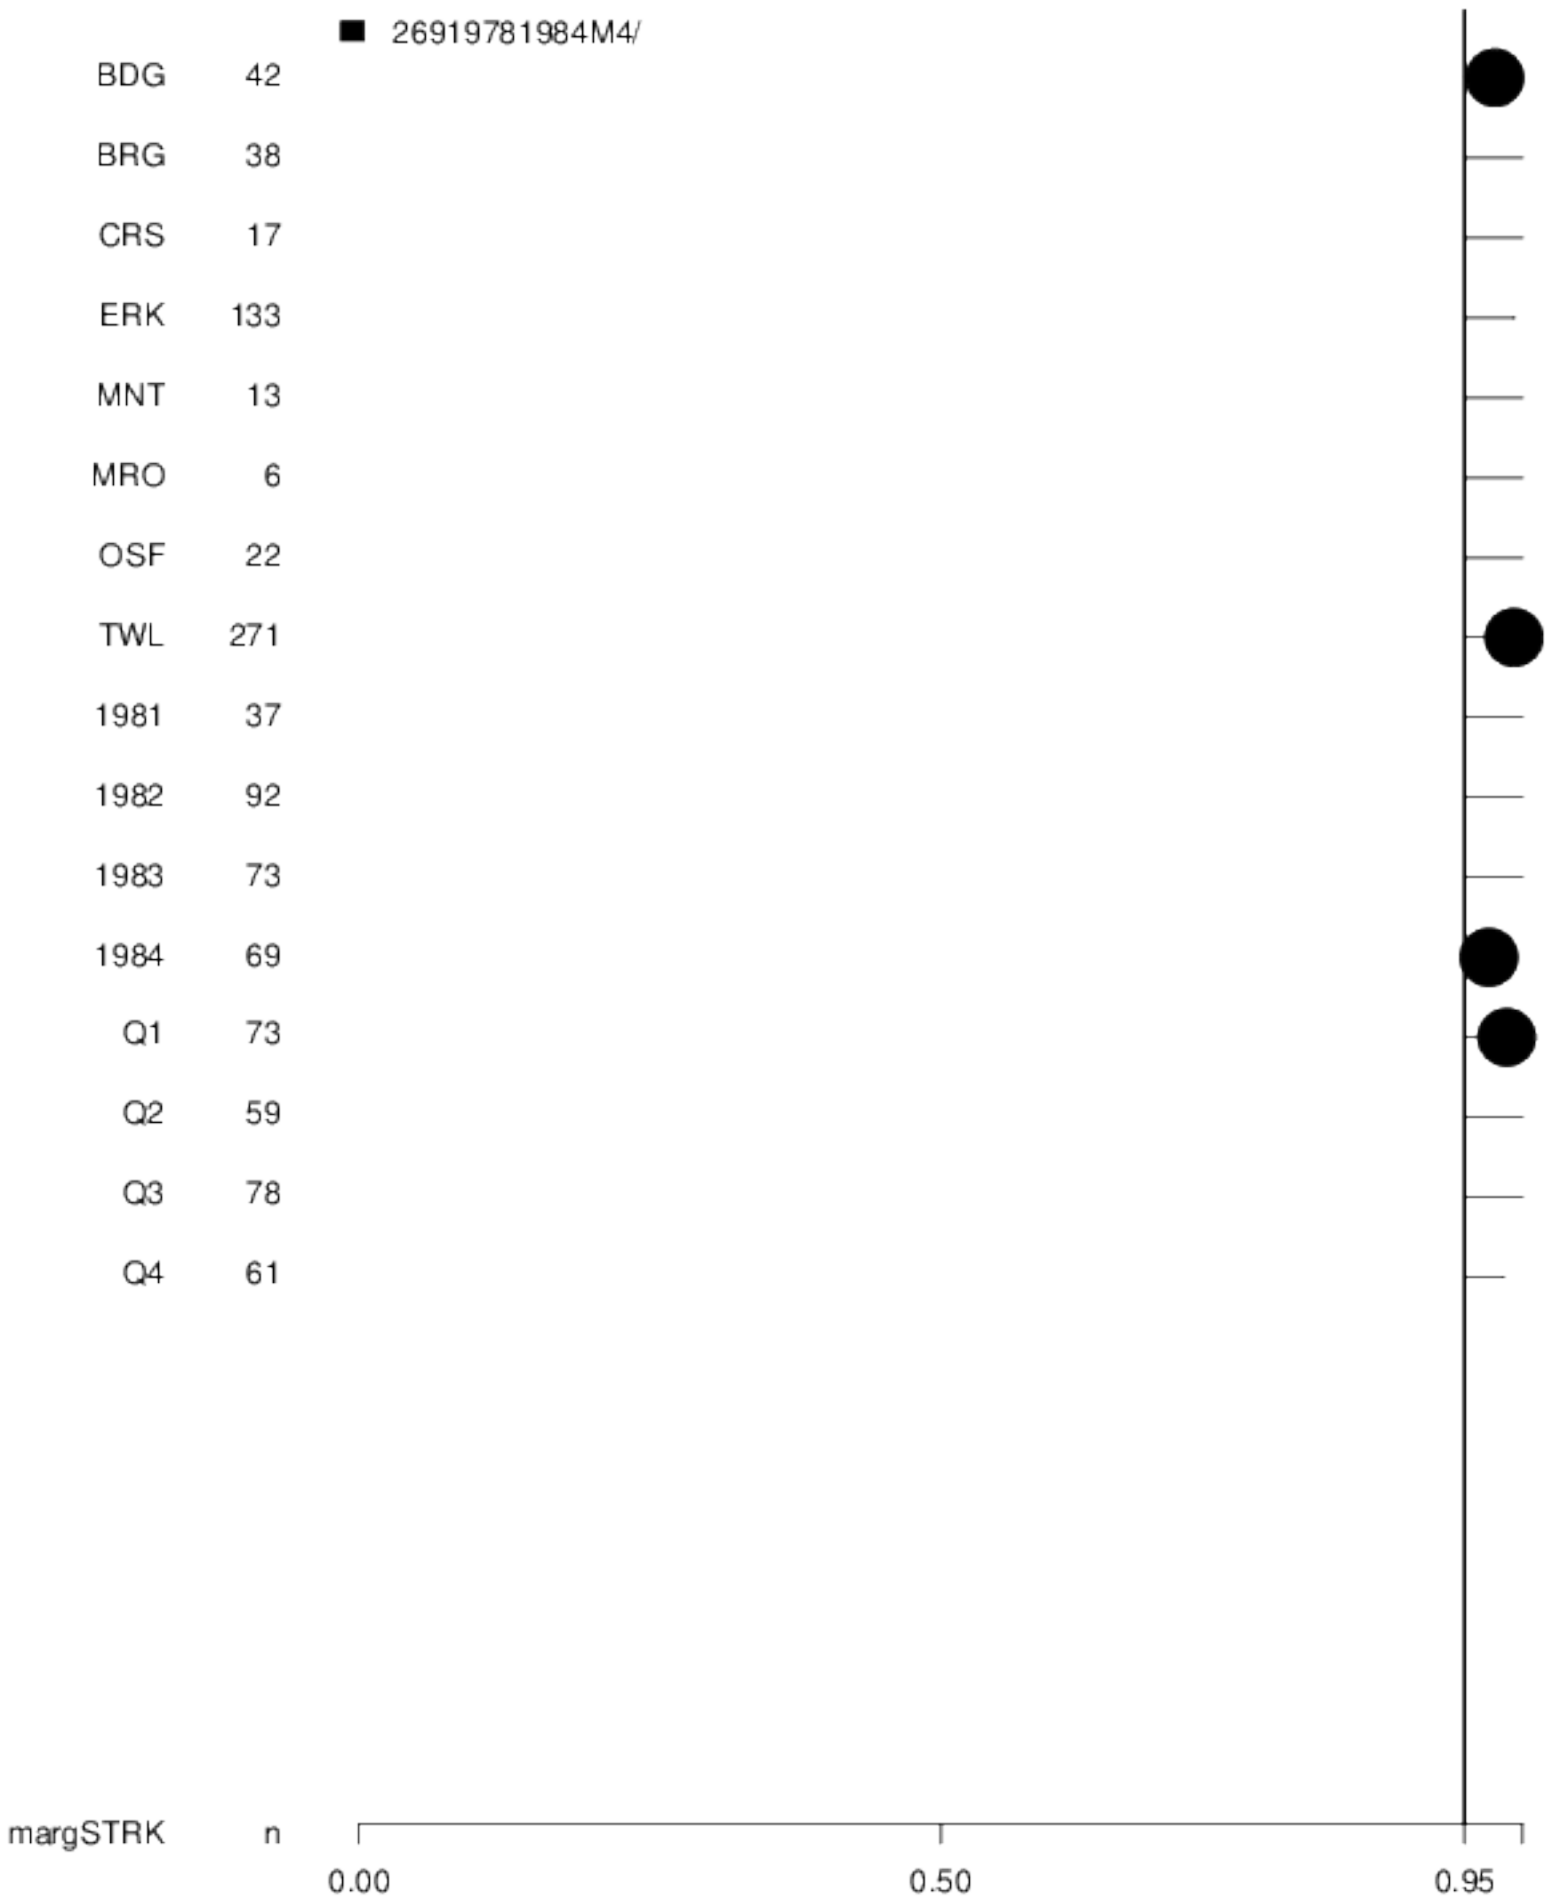 26919781984M4/
BDG 42
BRG 38
CRS 17
ERK 133
MNT 13
MRO 6
OSF 22
TWL 271
1981 37
1982 92
1983 73
1984 69
Q1 73
Q2 59
Q3 78
Q4 61
margSTRK n
0.00 0.50 0.95